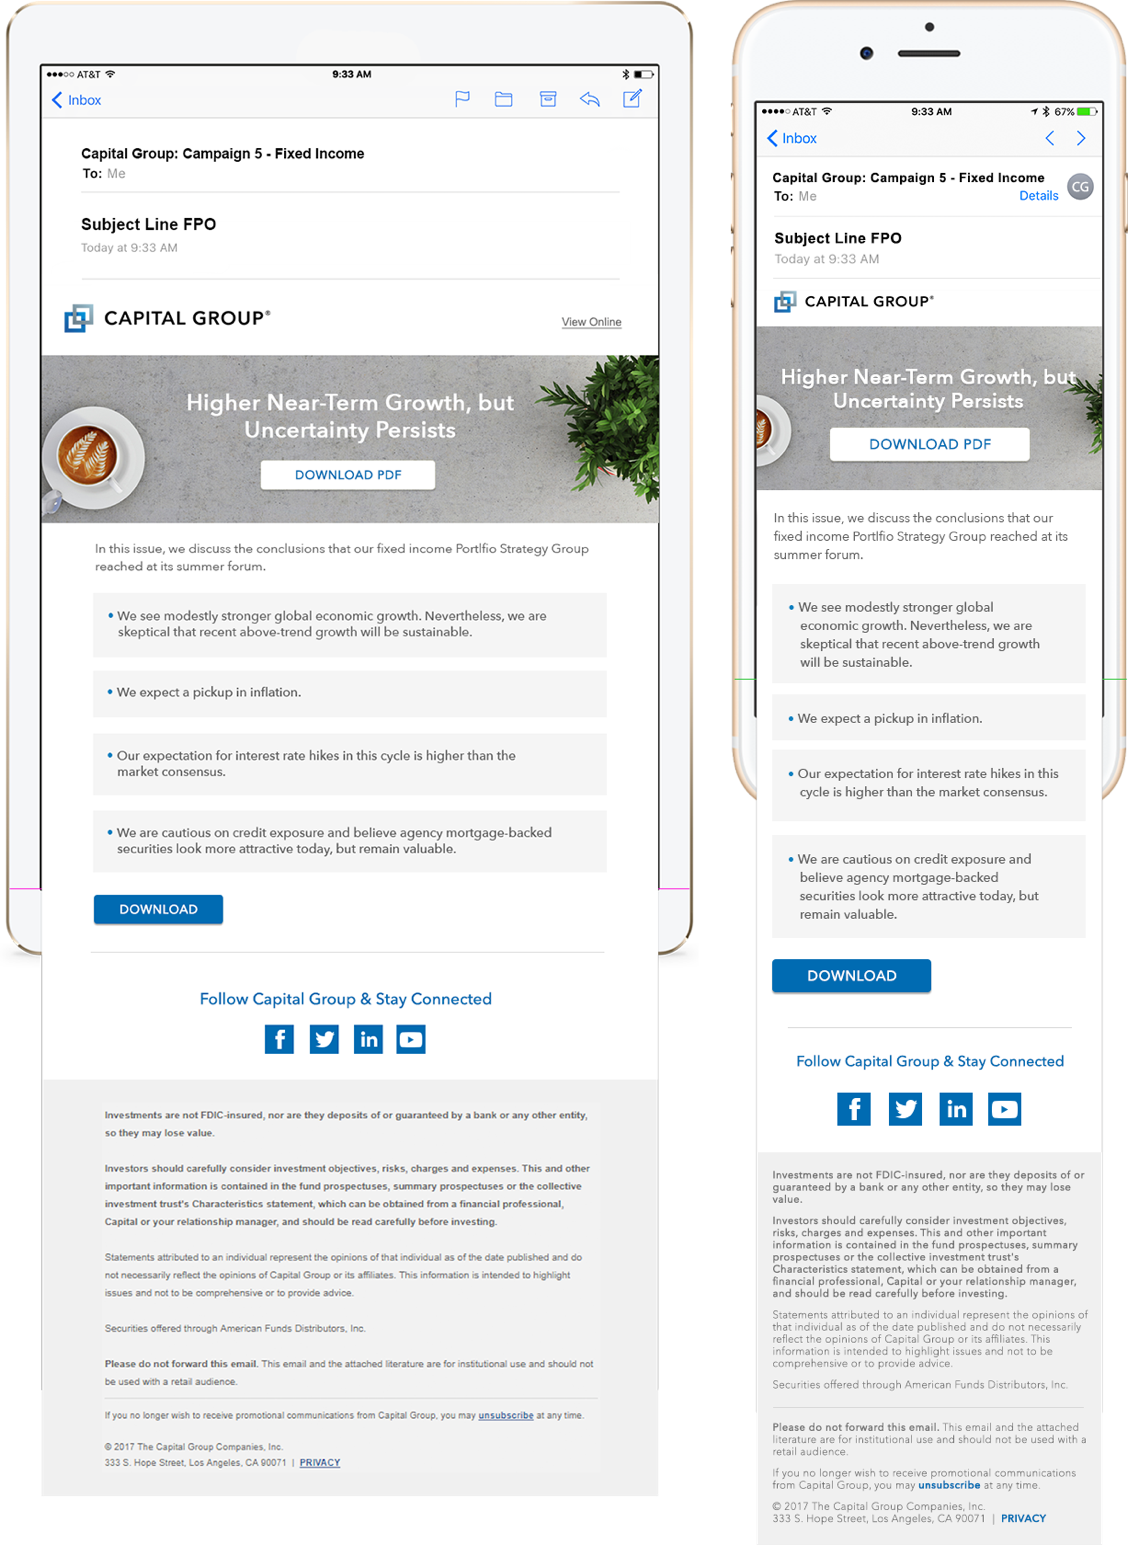 ●●●○○ AT&T
9:33 AM
Inbox
Capital Group: Campaign 5 - Fixed Income
To: Me
Subject Line FPO
Today at 9:33 AM
CAPITAL GROUP®
View Online
Higher Near-Term Growth, but
Uncertainty Persists
DOWNLOAD PDF
In this issue, we discuss the conclusions that our fixed income Portlfio Strategy Group
reached at its summer forum.
• We see modestly stronger global economic growth. Nevertheless, we are
skeptical that recent above-trend growth will be sustainable.
• We expect a pickup in inflation.
• Our expectation for interest rate hikes in this cycle is higher than the
market consensus.
• We are cautious on credit exposure and believe agency mortgage-backed
securities look more attractive today, but remain valuable.
DOWNLOAD
Follow Capital Group & Stay Connected
f
in
Investments are not FDIC-insured, nor are they deposits of or guaranteed by a bank or any other entity,
so they may lose value.
Investors should carefully consider investment objectives, risks, charges and expenses. This and other
important information is contained in the fund prospectuses, summary prospectuses or the collective
investment trust's Characteristics statement, which can be obtained from a financial professional,
Capital or your relationship manager, and should be read carefully before investing.
Statements attributed to an individual represent the opinions of that individual as of the date published and do
not necessarily reflect the opinions of Capital Group or its affiliates. This information is intended to highlight
issues and not to be comprehensive or to provide advice.
Securities offered through American Funds Distributors, Inc.
Please do not forward this email. This email and the attached literature are for institutional use and should not
be used with a retail audience.
If you no longer wish to receive promotional communications from Capital Group, you may unsubscribe at any time.
© 2017 The Capital Group Companies, Inc.
333 S. Hope Street, Los Angeles, CA 90071 | PRIVACY
●●●●○ AT&T
9:33 AM
67%
Inbox
Capital Group: Campaign 5 - Fixed Income
CG
To: Me
Details
Subject Line FPO
Today at 9:33 AM
CAPITAL GROUP®
Higher Near-Term Growth, but
Uncertainty Persists
DOWNLOAD PDF
In this issue, we discuss the conclusions that our
fixed income Portlfio Strategy Group reached at its
summer forum.
• We see modestly stronger global
economic growth. Nevertheless, we are
skeptical that recent above-trend growth
will be sustainable.
• We expect a pickup in inflation.
• Our expectation for interest rate hikes in this
cycle is higher than the market consensus.
• We are cautious on credit exposure and
believe agency mortgage-backed
securities look more attractive today, but
remain valuable.
DOWNLOAD
Follow Capital Group & Stay Connected
f
in
Investments are not FDIC-insured, nor are they deposits of or
guaranteed by a bank or any other entity, so they may lose
value.
Investors should carefully consider investment objectives,
risks, charges and expenses. This and other important
information is contained in the fund prospectuses, summary
prospectuses or the collective investment trust's
Characteristics statement, which can be obtained from a
financial professional, Capital or your relationship manager,
and should be read carefully before investing.
Statements attributed to an individual represent the opinions of
that individual as of the date published and do not necessarily
reflect the opinions of Capital Group or its affiliates. This
information is intended to highlight issues and not to be
comprehensive or to provide advice.
Securities offered through American Funds Distributors, Inc.
Please do not forward this email. This email and the attached
literature are for institutional use and should not be used with a
retail audience.
If you no longer wish to receive promotional communications
from Capital Group, you may unsubscribe at any time.
© 2017 The Capital Group Companies, Inc.
333 S. Hope Street, Los Angeles, CA 90071 | PRIVACY